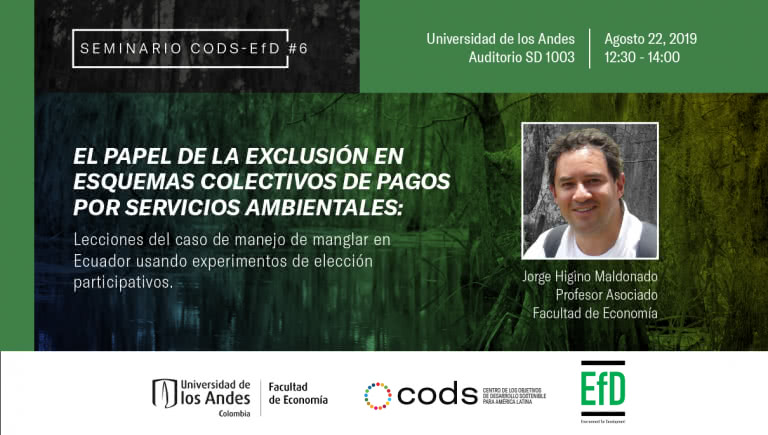 SEMINARIO CODS-EfD #6
Universidad de los Andes
Auditorio SD 1003
Agosto 22, 2019
12:30 - 14:00
EL PAPEL DE LA EXCLUSIÓN EN
ESQUEMAS COLECTIVOS DE PAGOS
POR SERVICIOS AMBIENTALES:
Lecciones del caso de manejo de manglar en
Ecuador usando experimentos de elección
participativos.
Jorge Higino Maldonado
Profesor Asociado
Facultad de Economía
Universidad de
los Andes
Colombia
Facultad
de Economía
cods
CENTRO DE LOS OBJETIVOS
DE DESARROLLO SOSTENIBLE
PARA AMÉRICA LATINA
EfD
Environment for Development